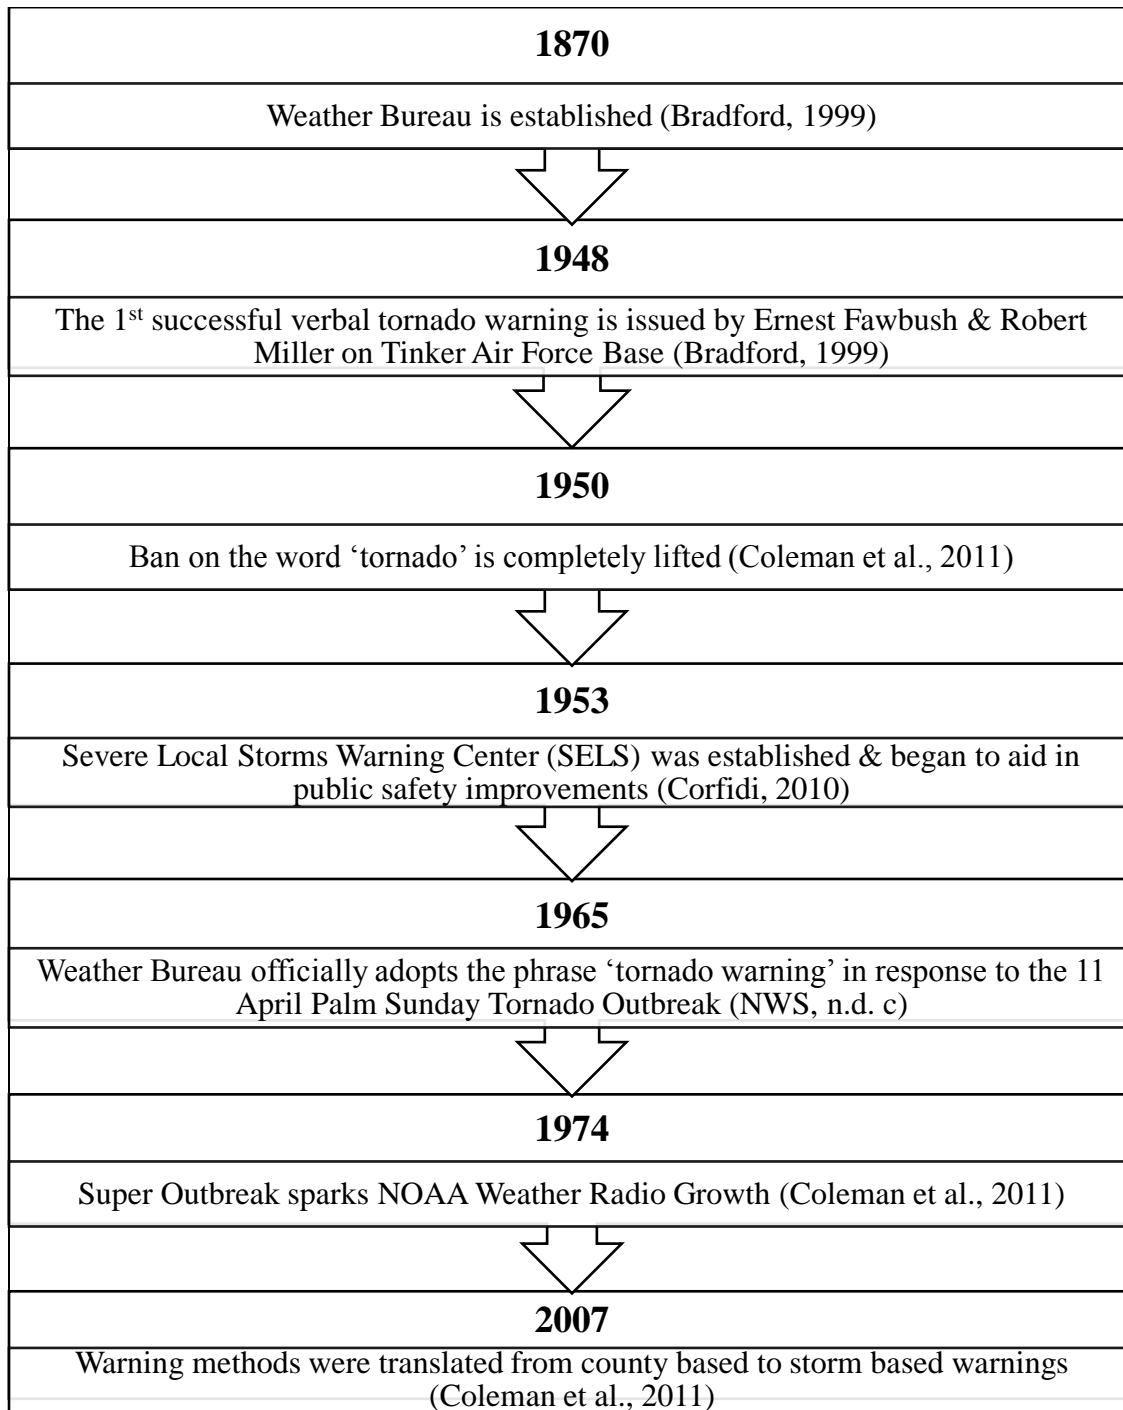 1870
Weather Bureau is established (Bradford, 1999)
1948
The 1st successful verbal tornado warning is issued by Ernest Fawbush & Robert
Miller on Tinker Air Force Base (Bradford, 1999)
1950
Ban on the word ‘tornado’ is completely lifted (Coleman et al., 2011)
1953
Severe Local Storms Warning Center (SELS) was established & began to aid in
public safety improvements (Corfidi, 2010)
1965
Weather Bureau officially adopts the phrase ‘tornado warning’ in response to the 11
April Palm Sunday Tornado Outbreak (NWS, n.d. c)
1974
Super Outbreak sparks NOAA Weather Radio Growth (Coleman et al., 2011)
2007
Warning methods were translated from county based to storm based warnings
(Coleman et al., 2011)